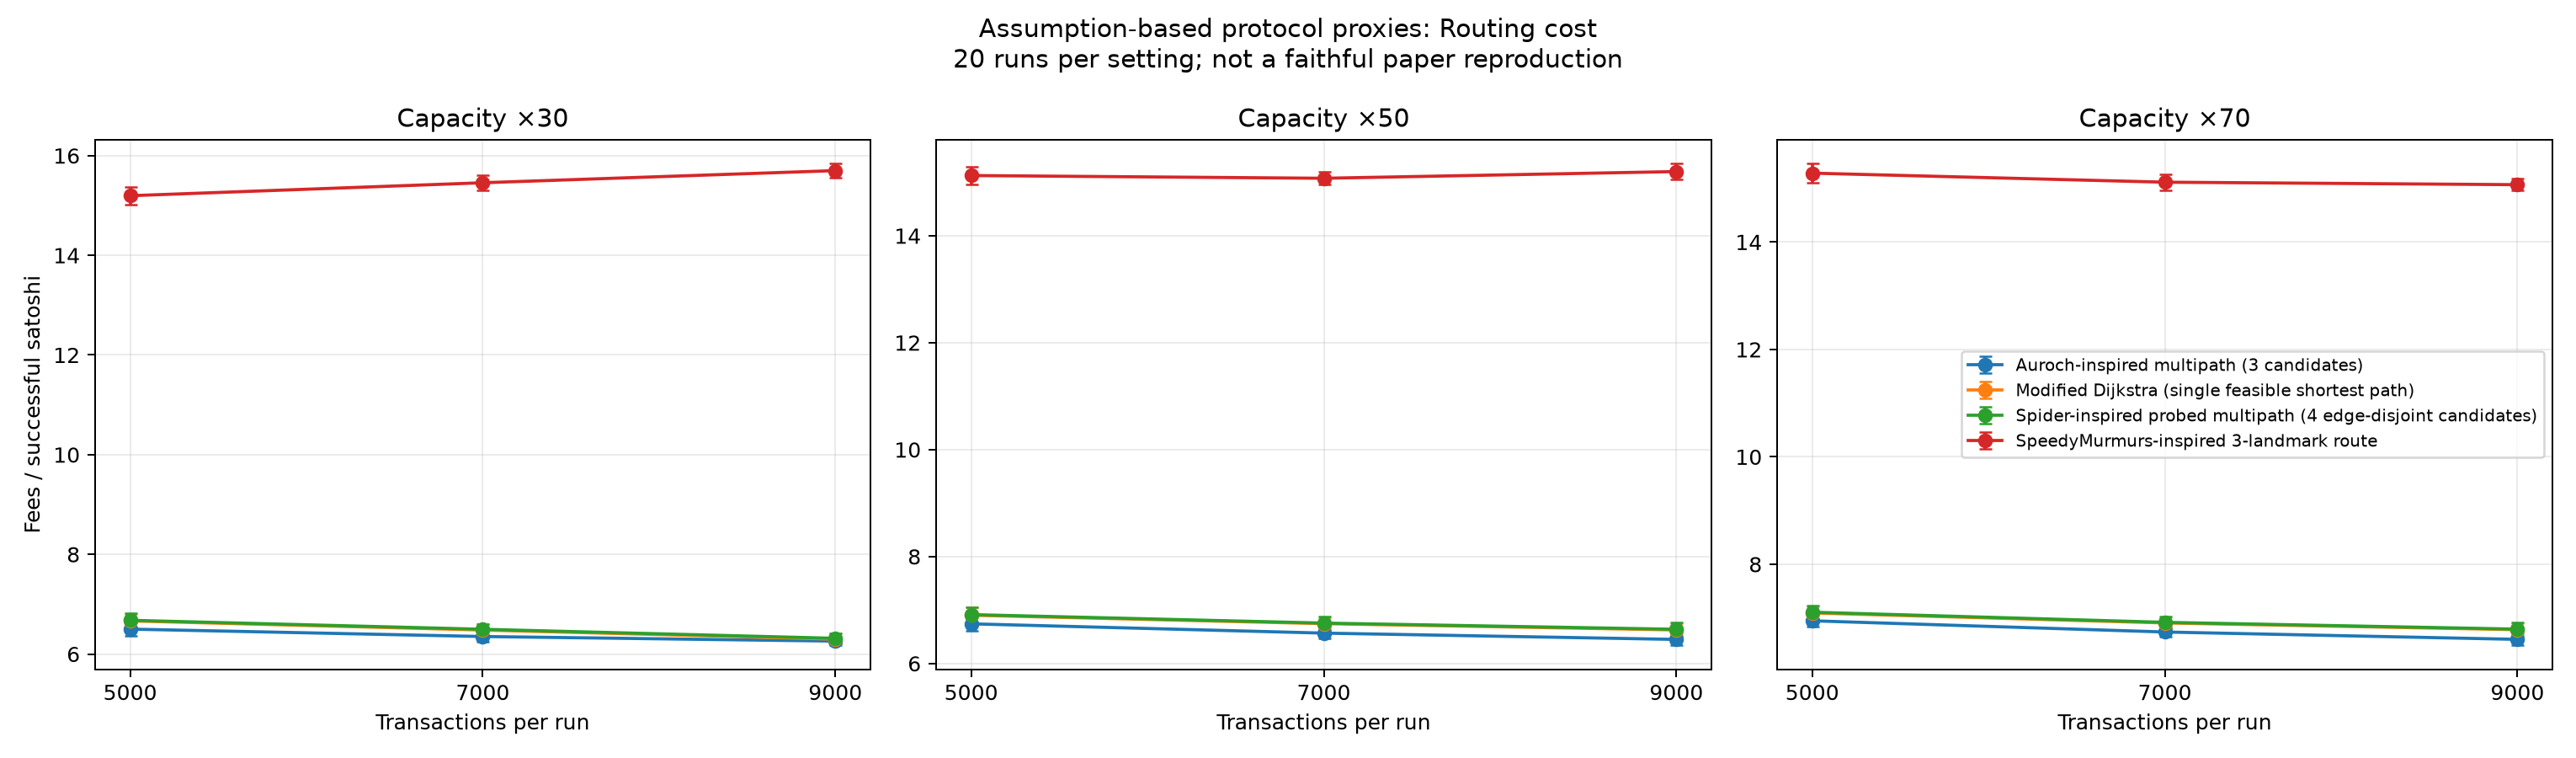 Assumption-based protocol proxies: Routing cost
20 runs per setting; not a faithful paper reproduction
Capacity ×30
Fees / successful satoshi
16
14
12
10
8
6
5000
7000
9000
Transactions per run
Capacity ×50
14
12
10
8
6
5000
7000
9000
Transactions per run
Capacity ×70
14
12
10
8
Auroch-inspired multipath (3 candidates)
Modified Dijkstra (single feasible shortest path)
Spider-inspired probed multipath (4 edge-disjoint candidates)
SpeedyMurmurs-inspired 3-landmark route
5000
7000
9000
Transactions per run